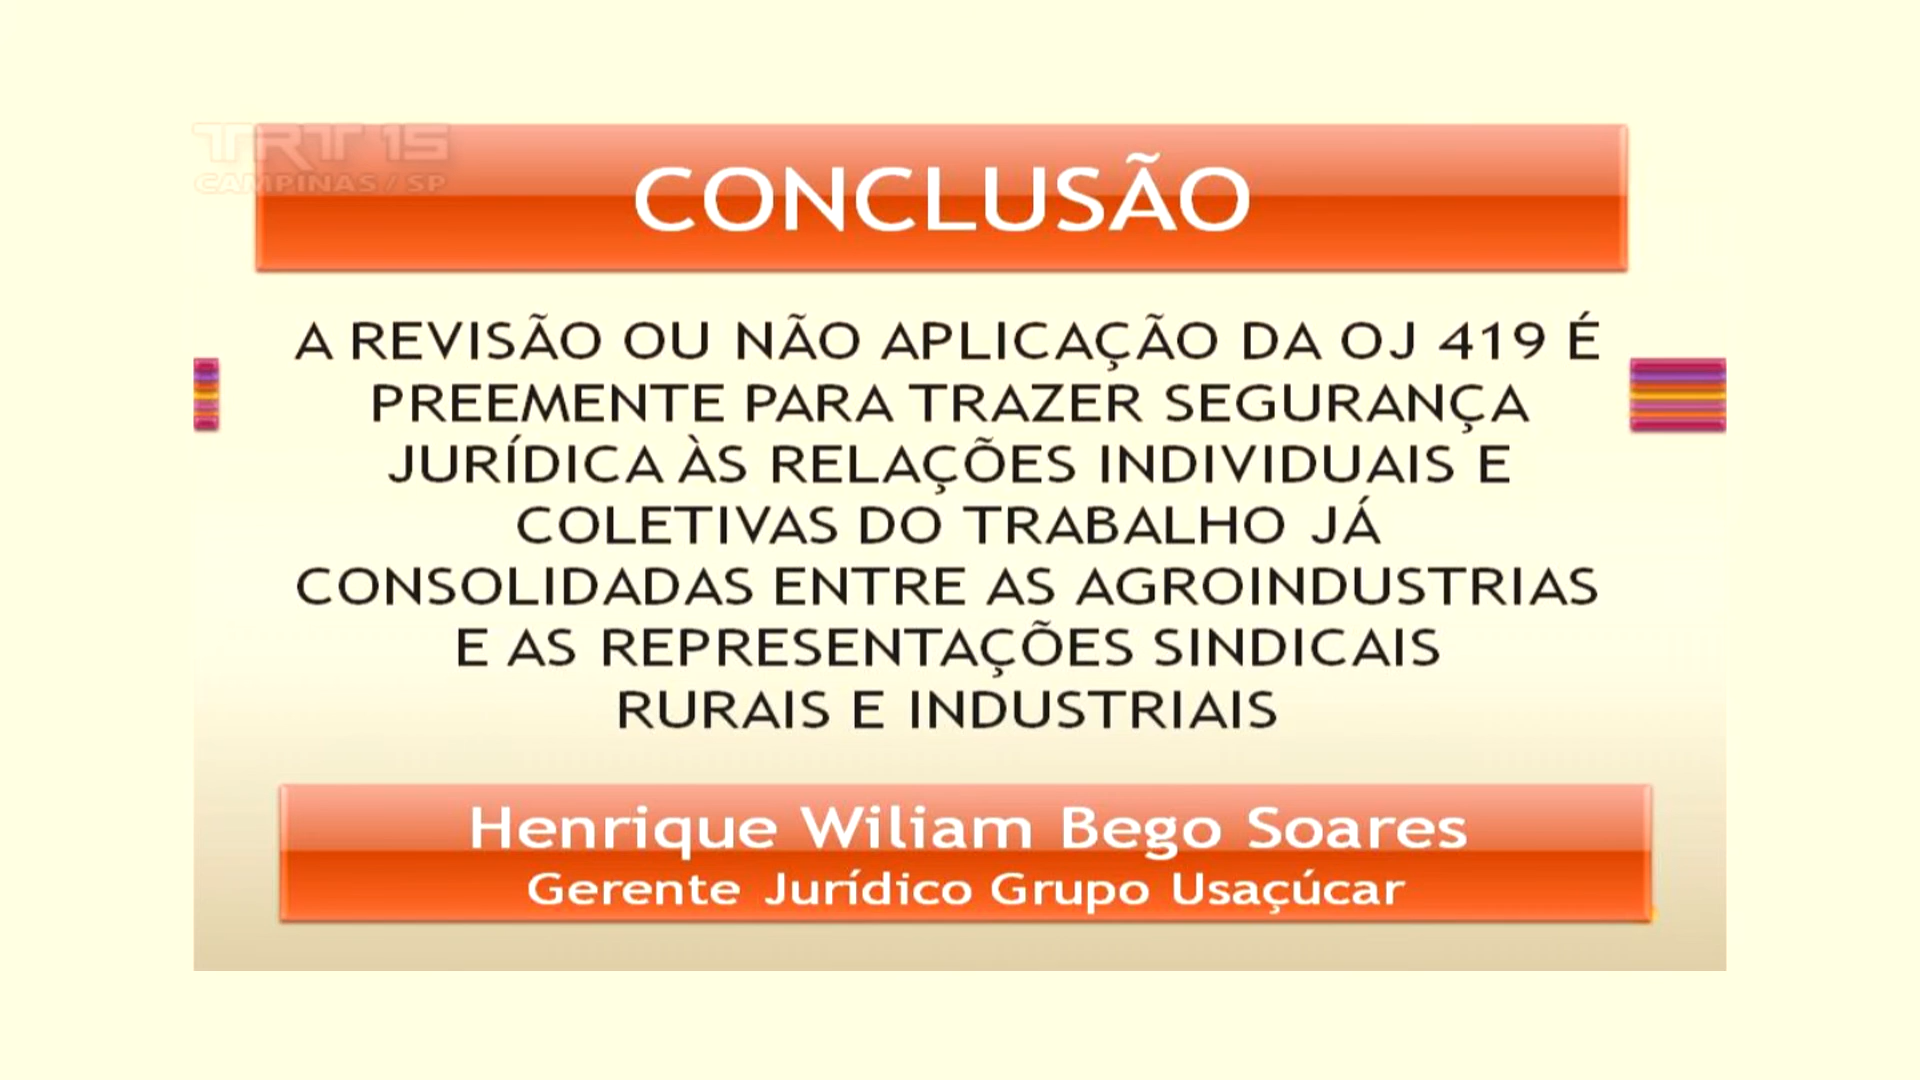 TRT 15
CAMPINAS / SP
CONCLUSÃO
A REVISÃO OU NÃO APLICAÇÃO DA OJ 419 É
PREEMENTE PARA TRAZER SEGURANÇA
JURÍDICA ÀS RELAÇÕES INDIVIDUAIS E
COLETIVAS DO TRABALHO JÁ
CONSOLIDADAS ENTRE AS AGROINDUSTRIAS
E AS REPRESENTAÇÕES SINDICAIS
RURAIS E INDUSTRIAIS
Henrique Wiliam Bego Soares
Gerente Jurídico Grupo Usaçúcar